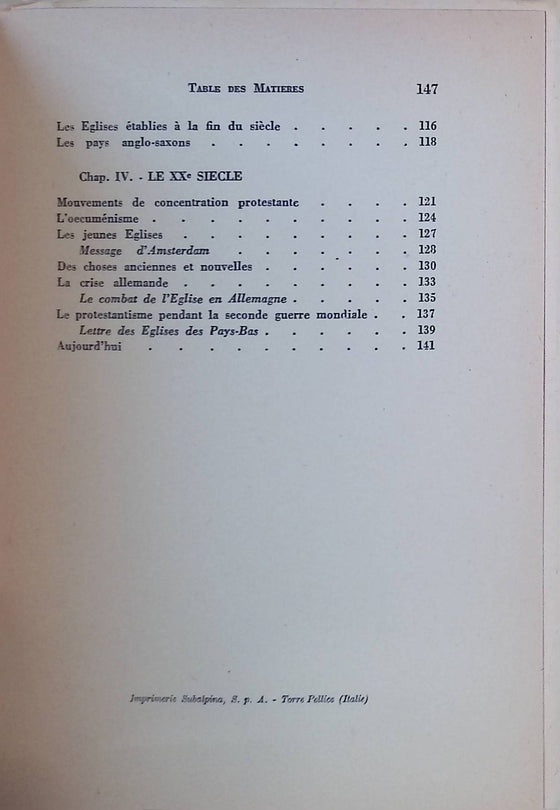 TABLE DES MATIERES 147
Les Eglises établies à la fin du siècle . . . . . 116
Les pays anglo-saxons . . . . . . . . 118
Chap. IV. - LE XXe SIECLE
Mouvements de concentration protestante . . . . 121
L'oecuménisme . . . . . . . . . . 124
Les jeunes Eglises . . . . . . . . . 127
Message d'Amsterdam . . . . . . . 128
Des choses anciennes et nouvelles . . . . . . 130
La crise allemande . . . . . . . . . 133
Le combat de l'Eglise en Allemagne . . . . . 135
Le protestantisme pendant la seconde guerre mondiale . . 137
Lettre des Eglises des Pays-Bas . . . . . . 139
Aujourd'hui . . . . . . . . . . 141
Imprimerie Subalpina, S. p. A. - Torre Pellice (Italie)